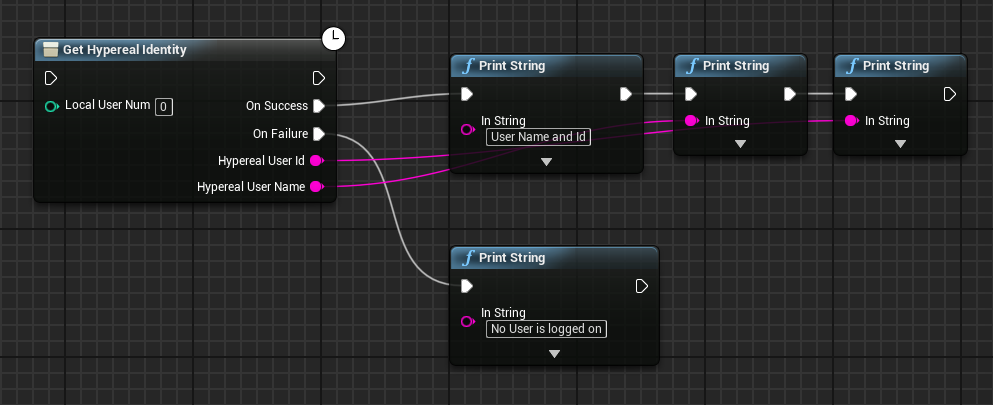 Get Hypereal Identity
Local User Num 0
On Success
On Failure
Hypereal User Id
Hypereal User Name
f Print String
In String
User Name and Id
f Print String
In String
f Print String
In String
f Print String
In String
No User is logged on